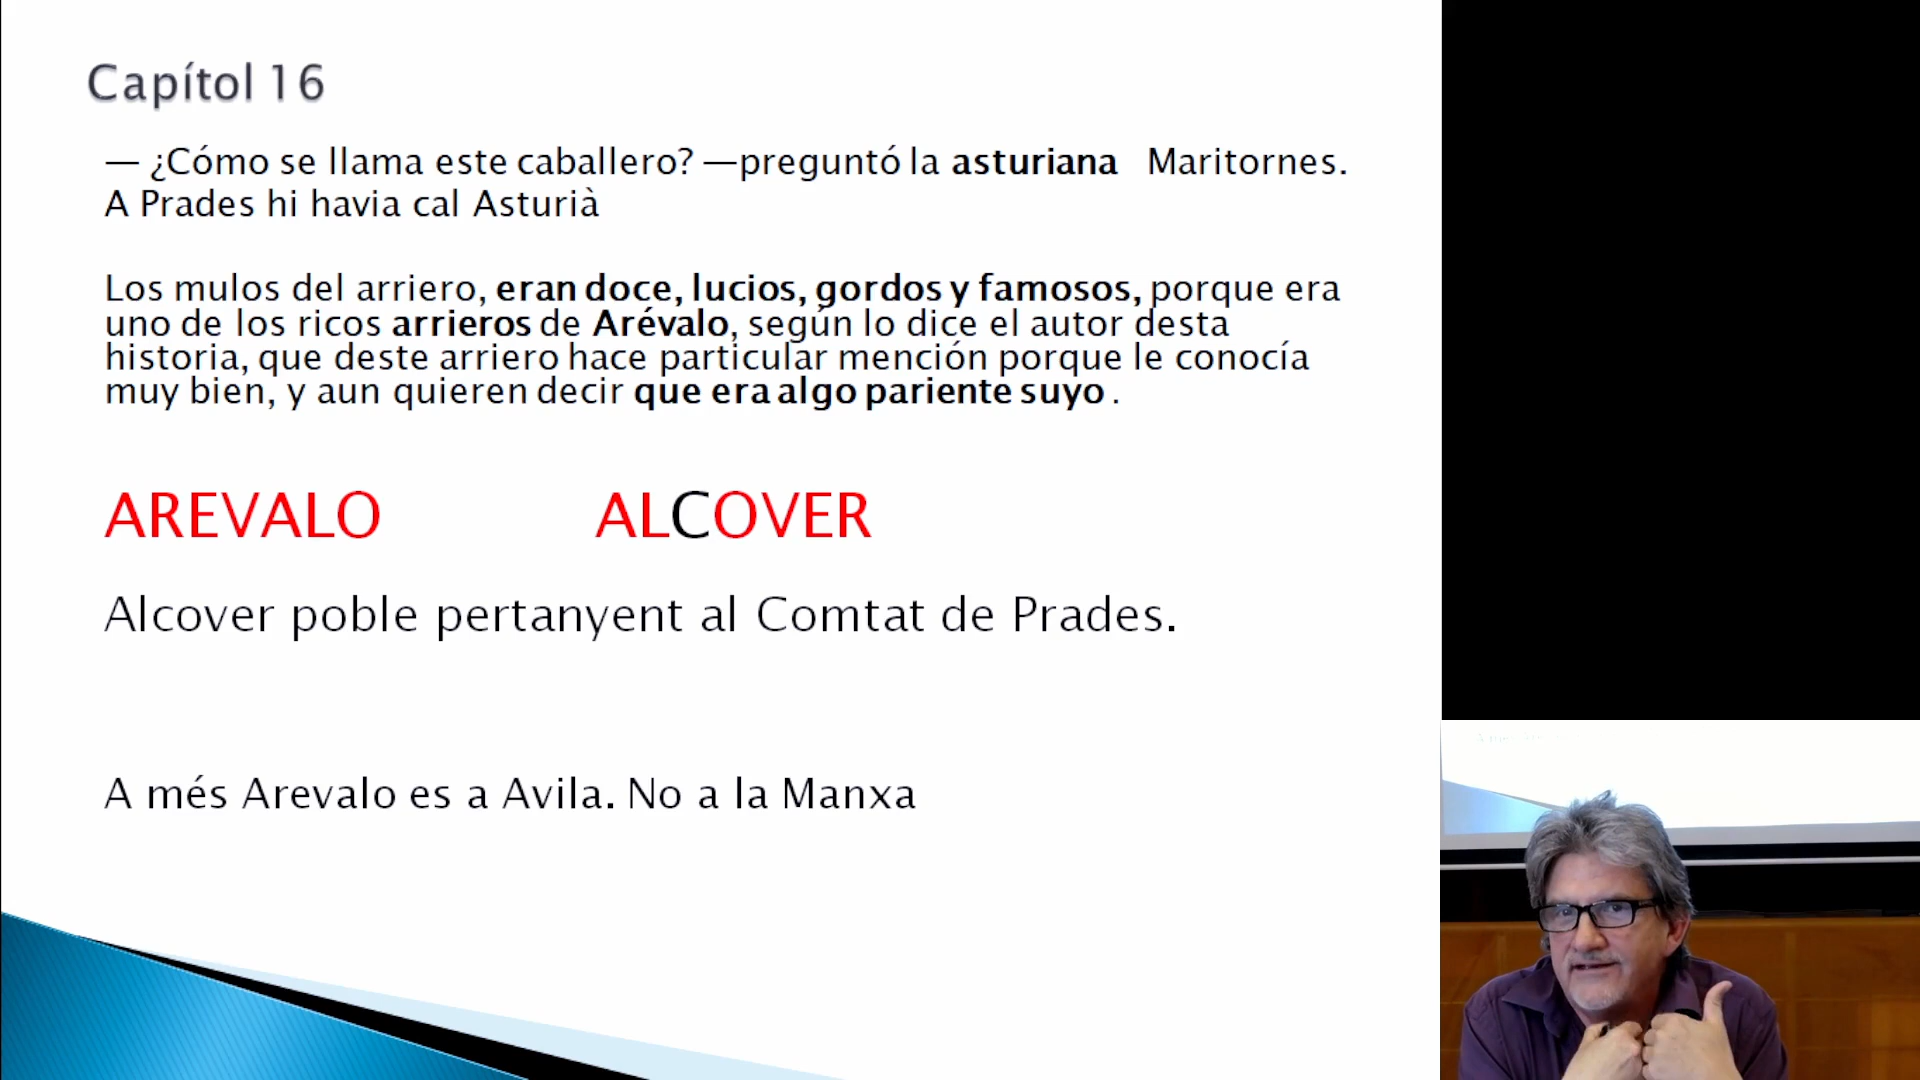 Capítol 16
— ¿Cómo se llama este caballero? —preguntó la asturiana Maritornes.
A Prades hi havia cal Asturià
Los mulos del arriero, eran doce, lucios, gordos y famosos, porque era
uno de los ricos arrieros de Arévalo, según lo dice el autor desta
historia, que deste arriero hace particular mención porque le conocía
muy bien, y aun quieren decir que era algo pariente suyo .
AREVALO ALCOVER
Alcover poble pertanyent al Comtat de Prades.
A més Arevalo es a Avila. No a la Manxa